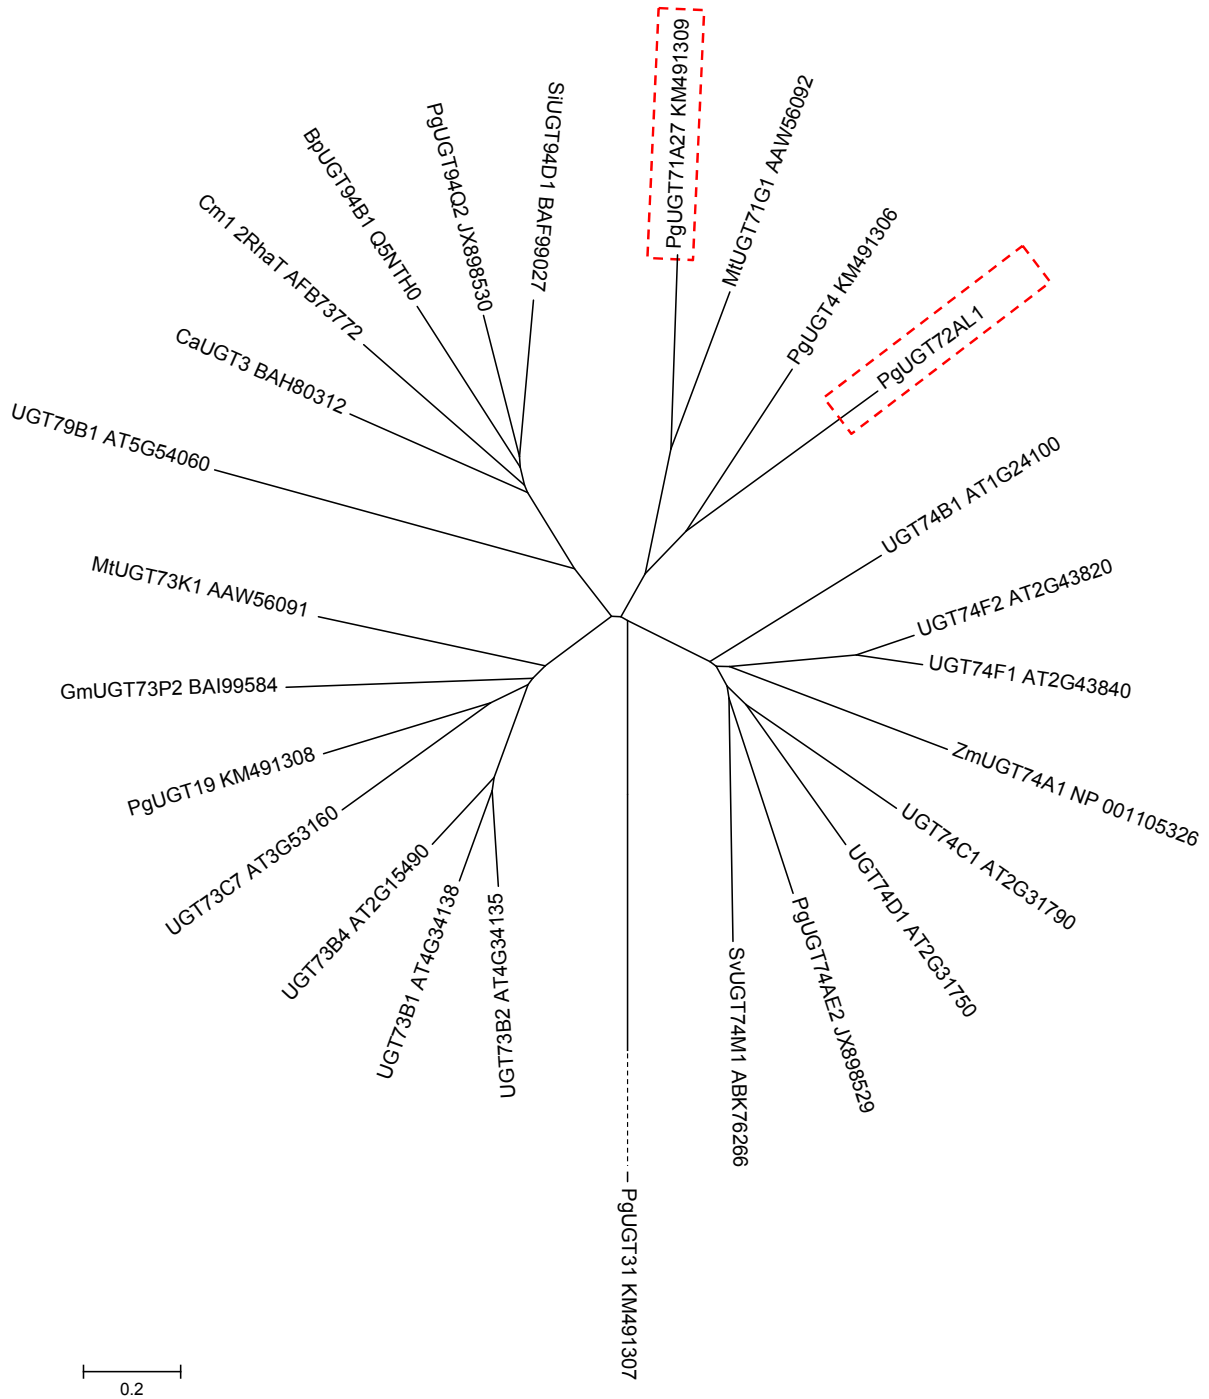 PgUGT71A27 KM491309
MtUGT71G1 AAW56092
PgUGT4 KM491306
PgUGT72AL1
UGT74B1 AT1G24100
UGT74F2 AT2G43820
UGT74F1 AT2G43840
ZmUGT74A1 NP 001105326
UGT74C1 AT2G31790
UGT74D1 AT2G31750
PgUGT74AE2 JX898529
SvUGT74M1 ABK76266
PgUGT31 KM491307
UGT73B2 AT4G34135
UGT73B1 AT4G34138
UGT73B4 AT2G15490
UGT73C7 AT3G53160
PgUGT19 KM491308
GmUGT73P2 BAI99584
MtUGT73K1 AAW56091
UGT79B1 AT5G54060
CaUGT3 BAH80312
Cm1 2RhaT AFB73772
BpUGT94B1 Q5NTH0
PgUGT94Q2 JX898530
SiUGT94D1 BAF99027
0.2